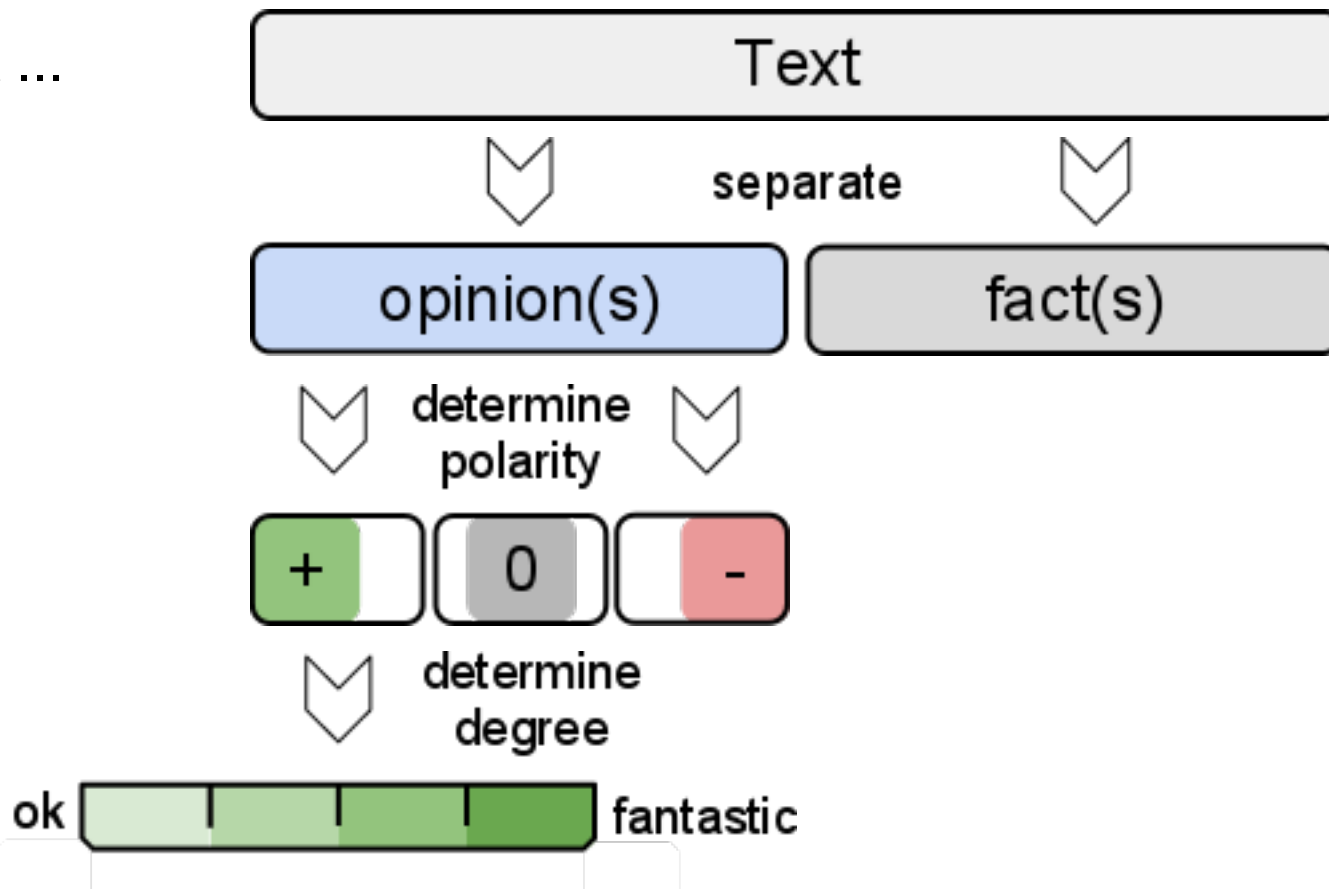 ...
Text
separate
opinion(s)
fact(s)
determine
polarity
+
0
-
determine
degree
ok
fantastic